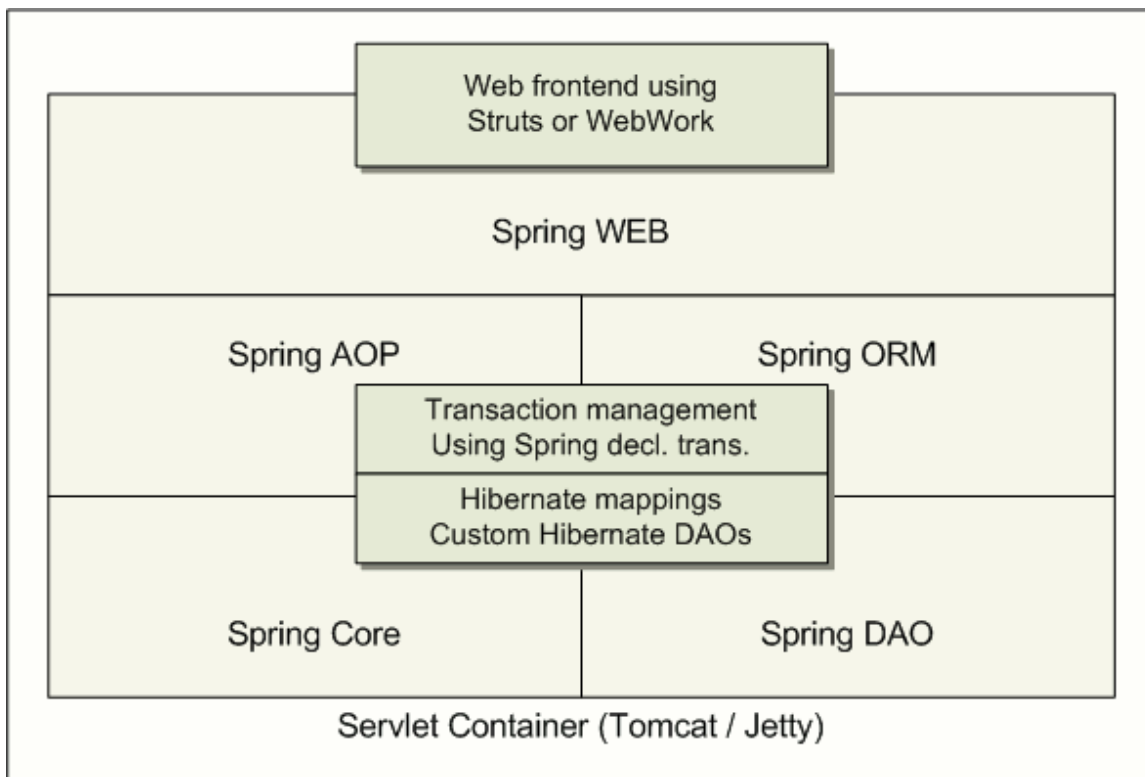 Web frontend using
Struts or WebWork
Spring WEB
Spring AOP
Spring ORM
Transaction management
Using Spring decl. trans.
Hibernate mappings
Custom Hibernate DAOs
Spring Core
Spring DAO
Servlet Container (Tomcat / Jetty)